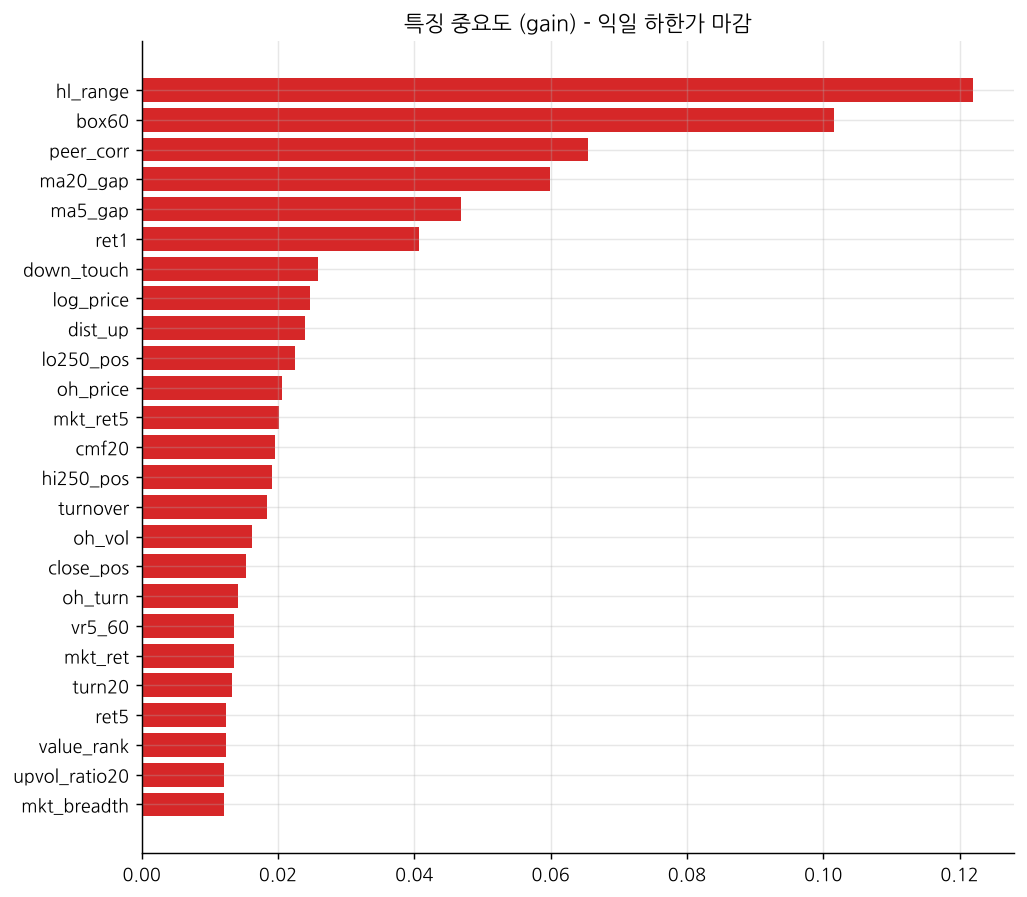 특징 중요도 (gain) - 익일 하한가 마감
hl_range
box60
peer_corr
ma20_gap
ma5_gap
ret1
down_touch
log_price
dist_up
lo250_pos
oh_price
mkt_ret5
cmf20
hi250_pos
turnover
oh_vol
close_pos
oh_turn
vr5_60
mkt_ret
turn20
ret5
value_rank
upvol_ratio20
mkt_breadth
0.00 0.02 0.04 0.06 0.08 0.10 0.12